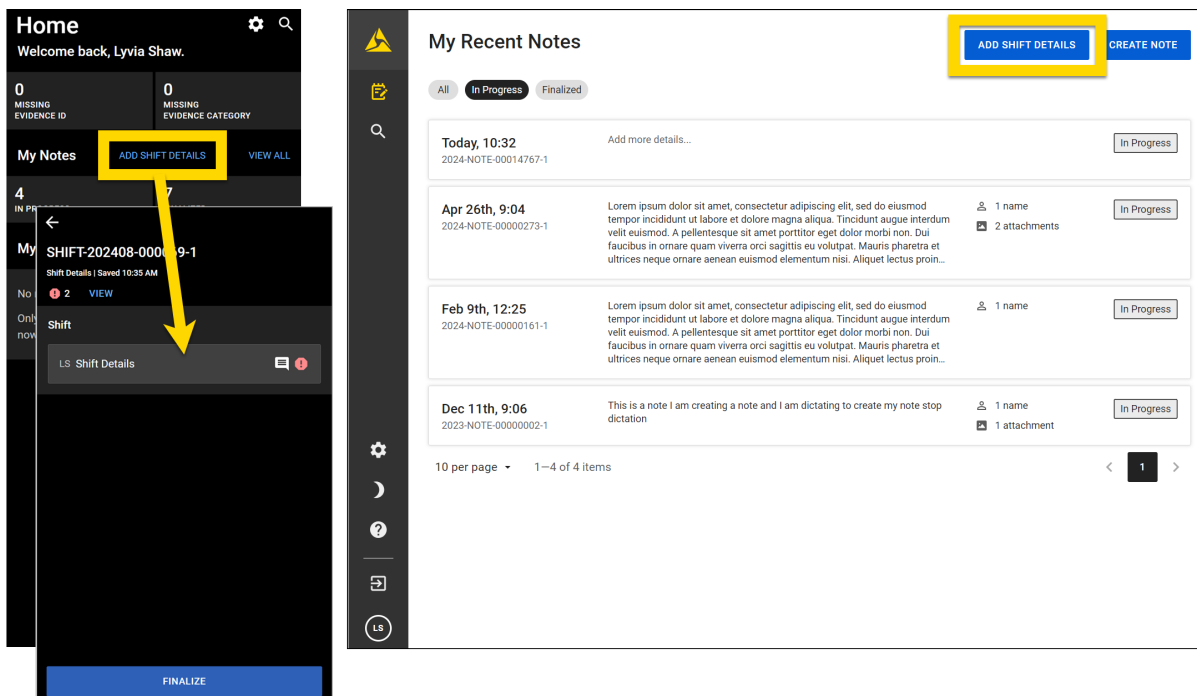 Home
Welcome back, Lyvia Shaw.
0
MISSING
EVIDENCE ID
0
MISSING
EVIDENCE CATEGORY
My Notes
ADD SHIFT DETAILS
VIEW ALL
4
7
My
No
Only
now
SHIFT-202408-000 69-1
Shift Details | Saved 10:35 AM
2 VIEW
Shift
LS Shift Details
FINALIZE
My Recent Notes
ADD SHIFT DETAILS
CREATE NOTE
All
In Progress
Finalized
Today, 10:32
2024-NOTE-00014767-1
Add more details...
In Progress
Apr 26th, 9:04
2024-NOTE-00000273-1
Lorem ipsum dolor sit amet, consectetur adipiscing elit, sed do eiusmod
tempor incididunt ut labore et dolore magna aliqua. Tincidunt augue interdum
velit euismod. A pellentesque sit amet porttitor eget dolor morbi non. Dui
faucibus in ornare quam viverra orci sagittis eu volutpat. Mauris pharetra et
ultrices neque ornare aenean euismod elementum nisi. Aliquet lectus proin...
1 name
2 attachments
In Progress
Feb 9th, 12:25
2024-NOTE-00000161-1
Lorem ipsum dolor sit amet, consectetur adipiscing elit, sed do eiusmod
tempor incididunt ut labore et dolore magna aliqua. Tincidunt augue interdum
velit euismod. A pellentesque sit amet porttitor eget dolor morbi non. Dui
faucibus in ornare quam viverra orci sagittis eu volutpat. Mauris pharetra et
ultrices neque ornare aenean euismod elementum nisi. Aliquet lectus proin...
1 name
In Progress
Dec 11th, 9:06
2023-NOTE-00000002-1
This is a note I am creating a note and I am dictating to create my note stop
dictation
1 name
1 attachment
In Progress
10 per page
1–4 of 4 items
1
LS